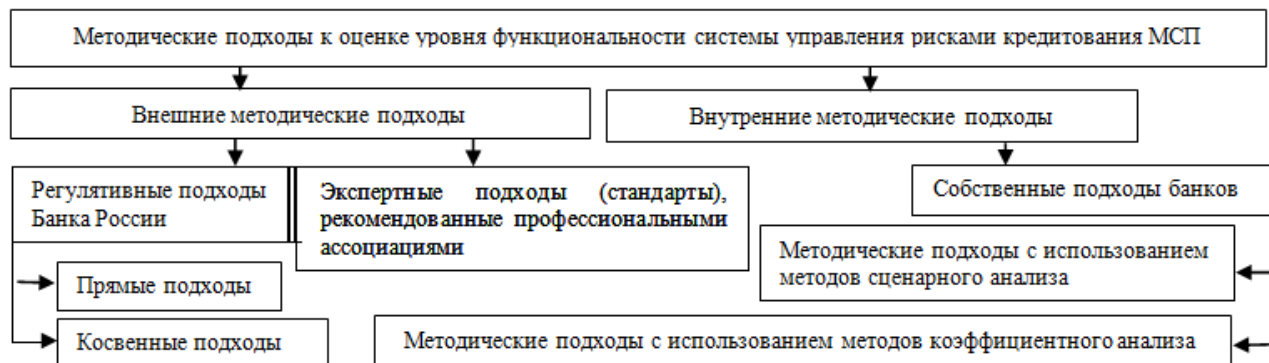 Методические подходы к оценке уровня функциональности системы управления рисками кредитования МСП
Внешние методические подходы
Внутренние методические подходы
Регулятивные подходы
Банка России
Экспертные подходы (стандарты),
рекомендованные профессиональными
ассоциациями
Собственные подходы банков
Методические подходы с использованием
методов сценарного анализа
Прямые подходы
Косвенные подходы
Методические подходы с использованием методов коэффициентного анализа